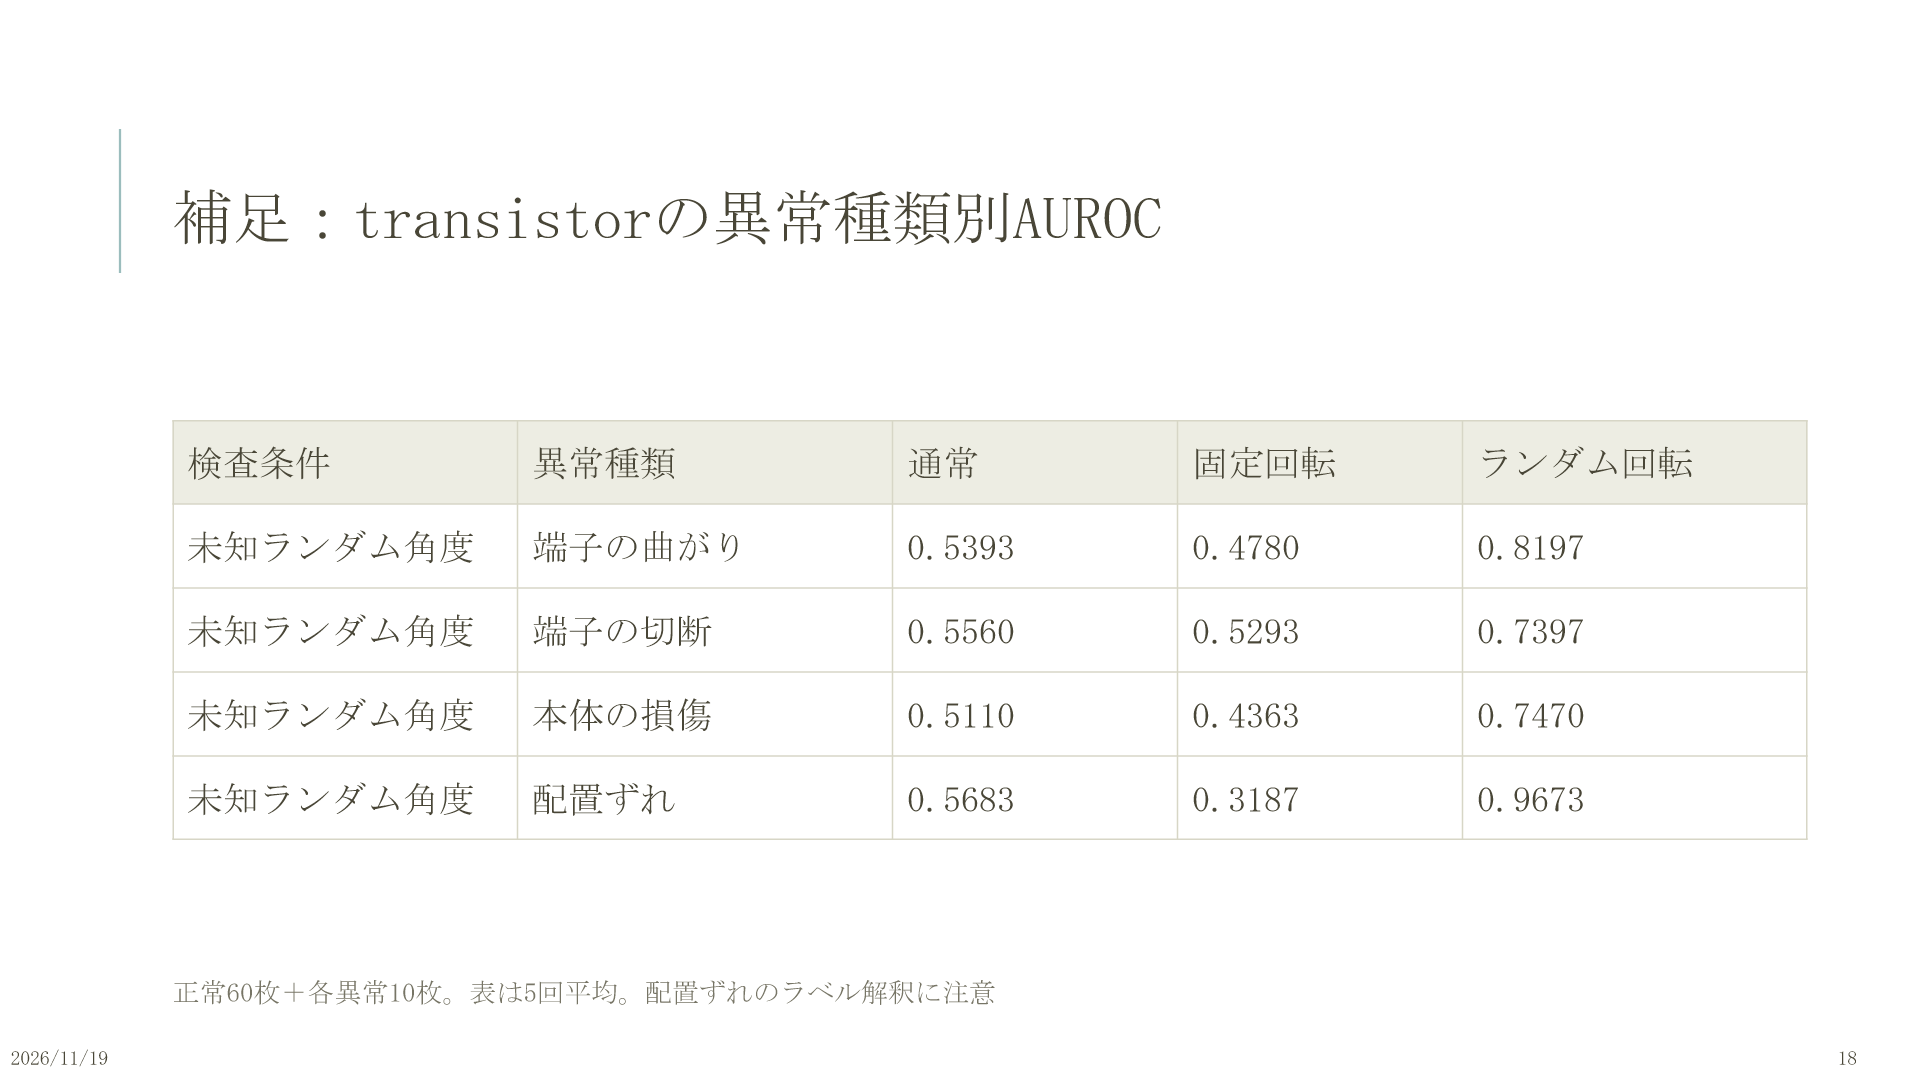 補足：transistorの異常種類別AUROC
検査条件 異常種類 通常 固定回転 ランダム回転
未知ランダム角度 端子の曲がり 0.5393 0.4780 0.8197
未知ランダム角度 端子の切断 0.5560 0.5293 0.7397
未知ランダム角度 本体の損傷 0.5110 0.4363 0.7470
未知ランダム角度 配置ずれ 0.5683 0.3187 0.9673
正常60枚＋各異常10枚。表は5回平均。配置ずれのラベル解釈に注意
2026/11/19
18